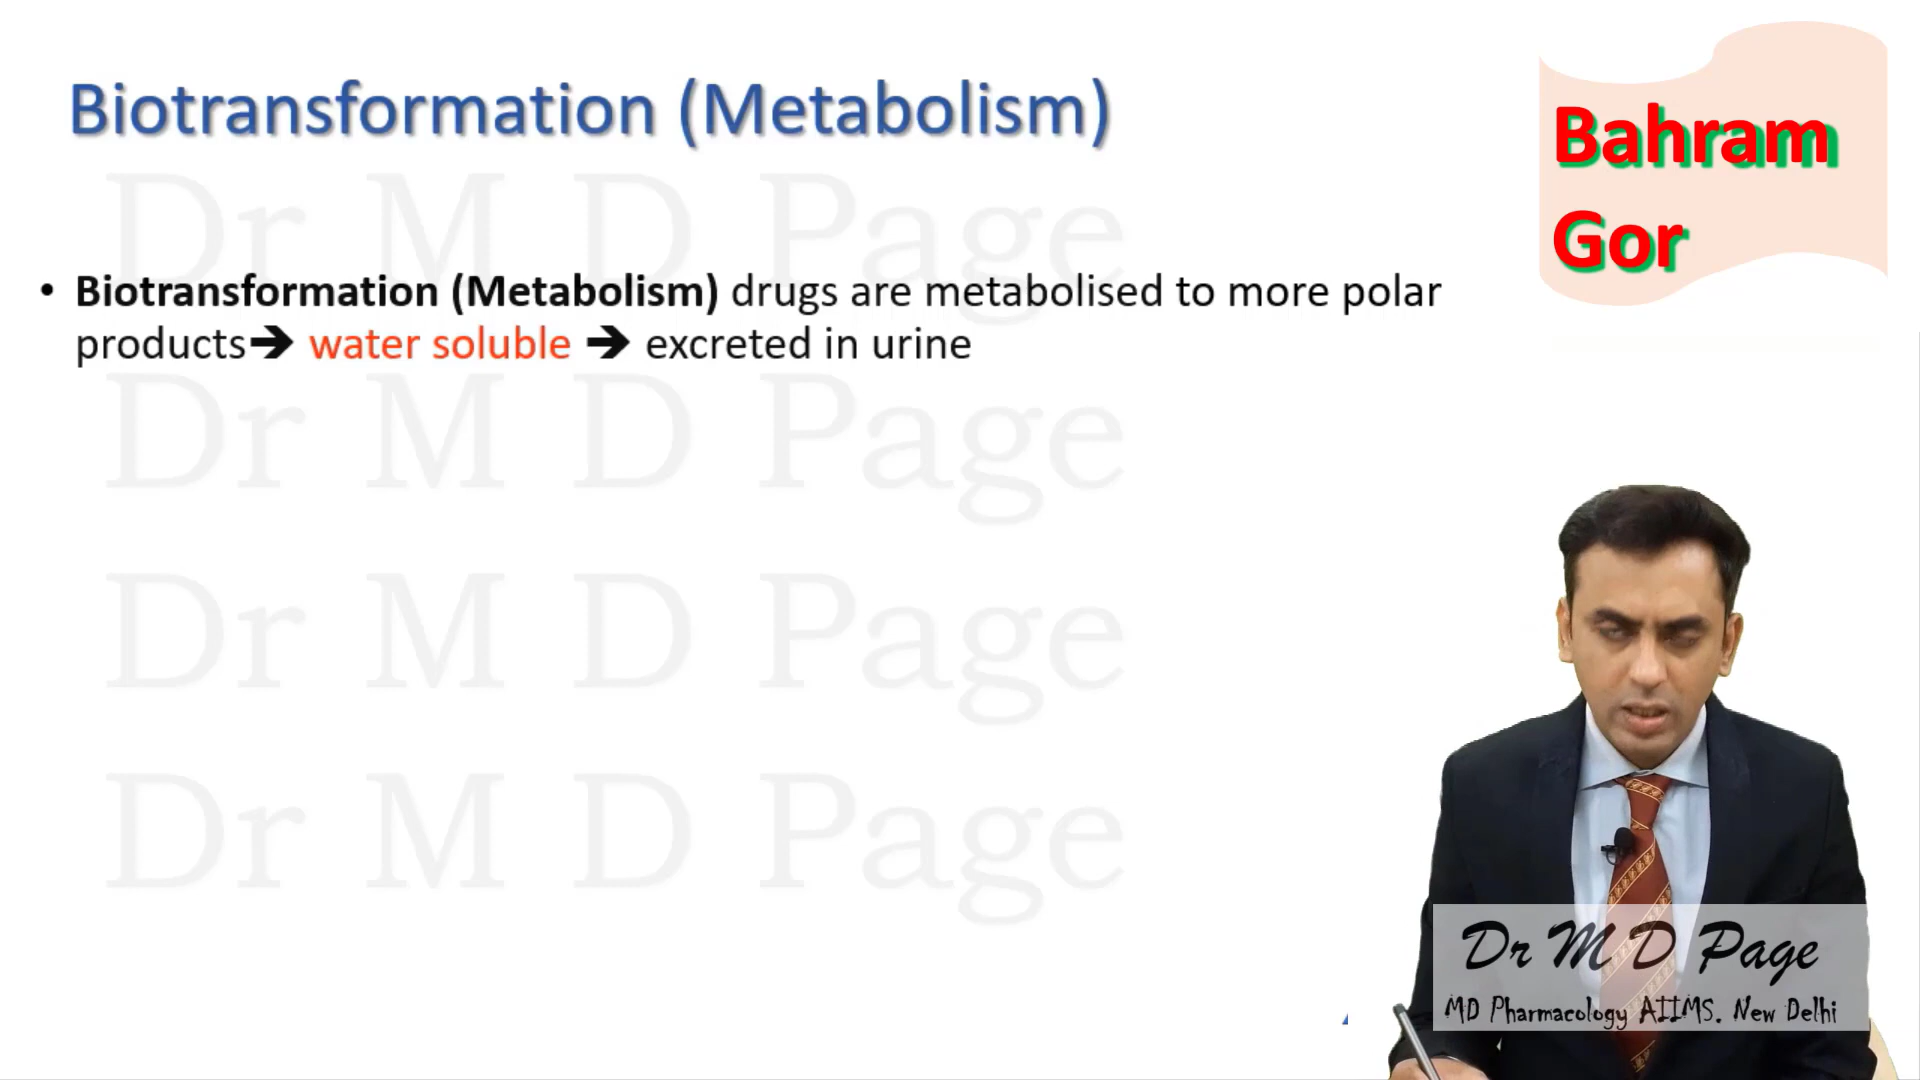 Biotransformation (Metabolism)
Bahram
Gor
Dr M D Page
• Biotransformation (Metabolism) drugs are metabolised to more polar
products➔ water soluble ➔ excreted in urine
Dr M D Page
Dr M D Page
Dr M D Page
Dr M D Page
MD Pharmacology AIIMS. New Delhi